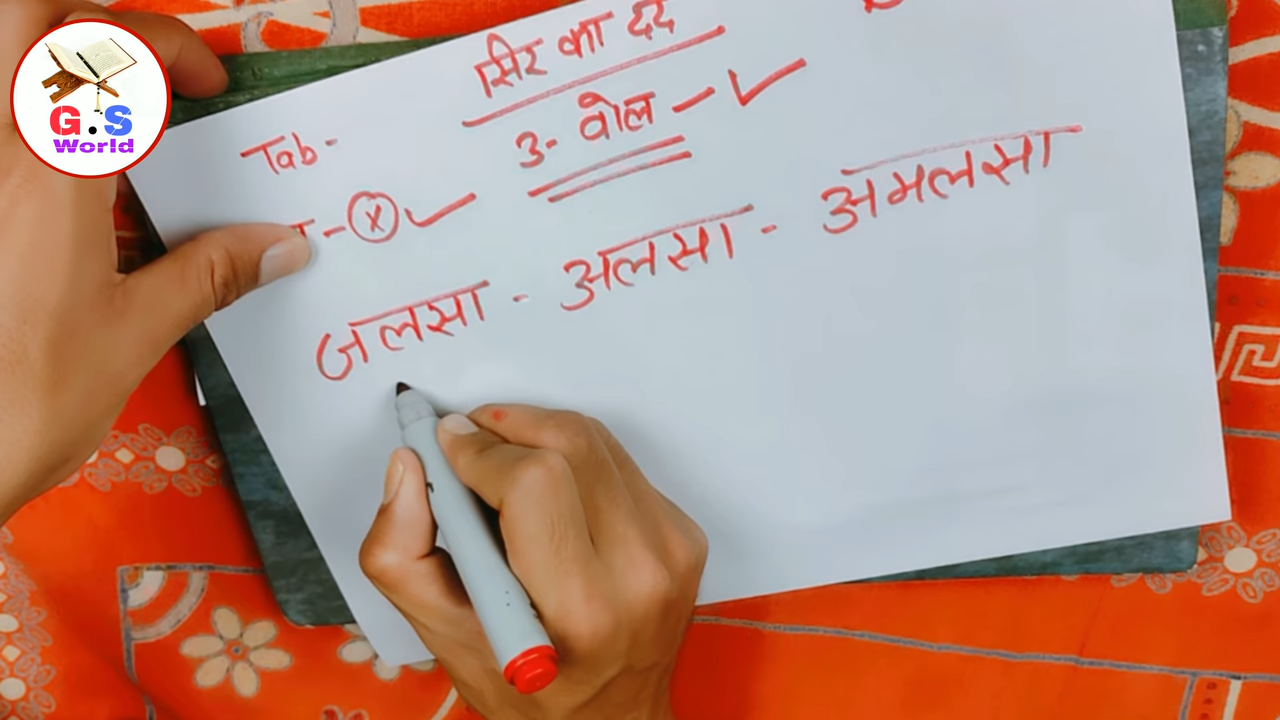 G.S
World
सिर का दर्द
Tab-
3- वोल - ✓
- ⓧ ✓
जलसा - अलसा - अमलसा